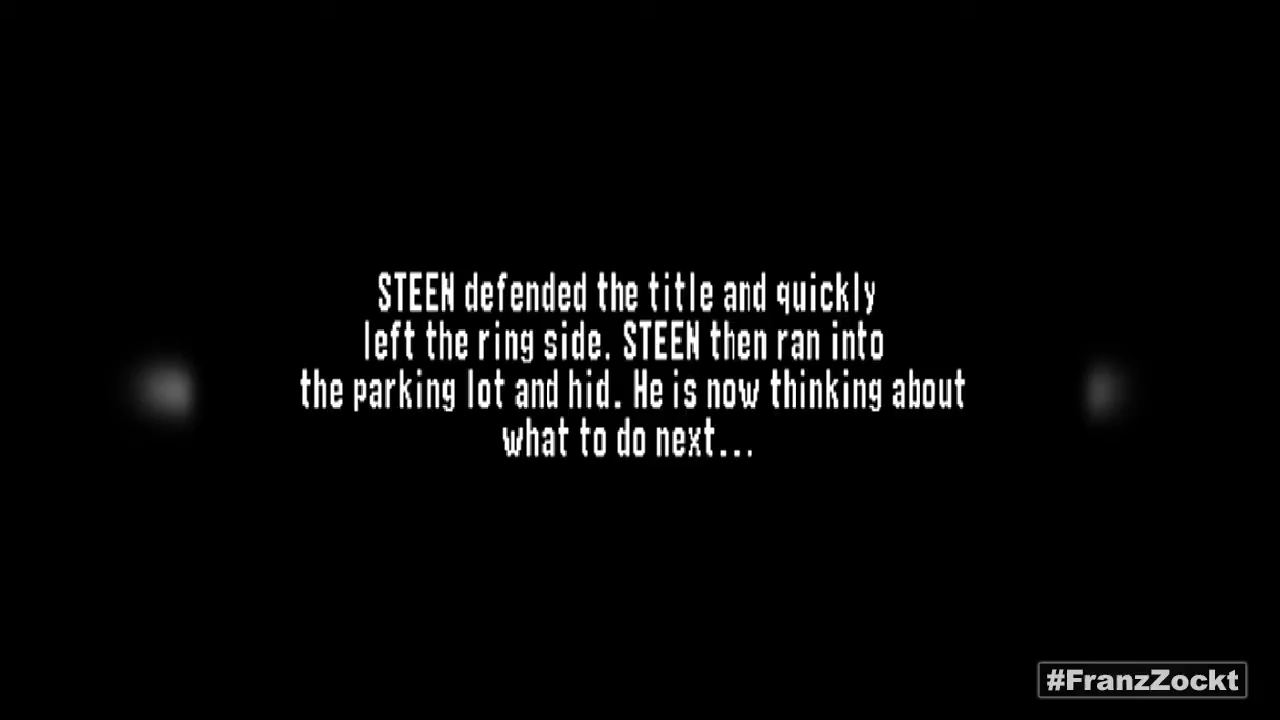 STEEN defended the title and quickly
left the ring side. STEEN then ran into
the parking lot and hid. He is now thinking about
what to do next...
#FranzZockt